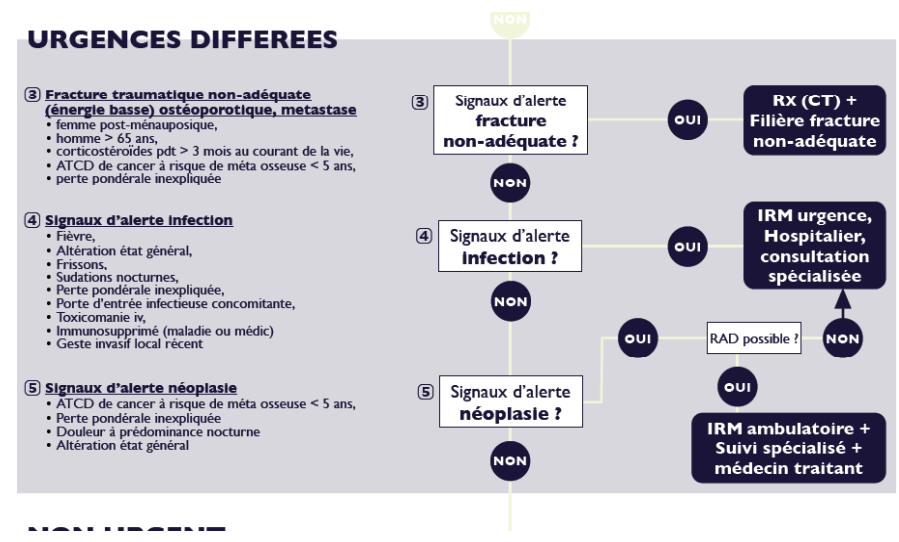 NON
URGENCES DIFFEREES
3 Fracture traumatique non-adéquate
(énergie basse) ostéoporotique, metastase
• femme post-ménauposique,
• homme > 65 ans,
• corticostéroïdes pdt > 3 mois au courant de la vie,
• ATCD de cancer à risque de méta osseuse < 5 ans,
• perte pondérale inexpliquée
3 Signaux d'alerte
fracture
non-adéquate ?
OUI
RX (CT) +
Filière fracture
non-adéquate
NON
4 Signaux d'alerte infection
• Fièvre,
• Altération état général,
• Frissons,
• Sudations nocturnes,
• Perte pondérale inexpliquée,
• Porte d'entrée infectieuse concomitante,
• Toxicomanie iv,
• Immunosupprimé (maladie ou médic)
• Geste invasif local récent
4 Signaux d'alerte
infection ?
OUI
IRM urgence,
Hospitalier,
consultation
spécialisée
NON
OUI
RAD possible ?
NON
OUI
5 Signaux d'alerte néoplasie
• ATCD de cancer à risque de méta osseuse < 5 ans,
Perte pondérale inexpliquée
• Douleur à prédominance nocturne
• Altération état général
5 Signaux d'alerte
néoplasie ?
IRM ambulatoire +
Suivi spécialisé +
médecin traitant
NON
NON URGENT